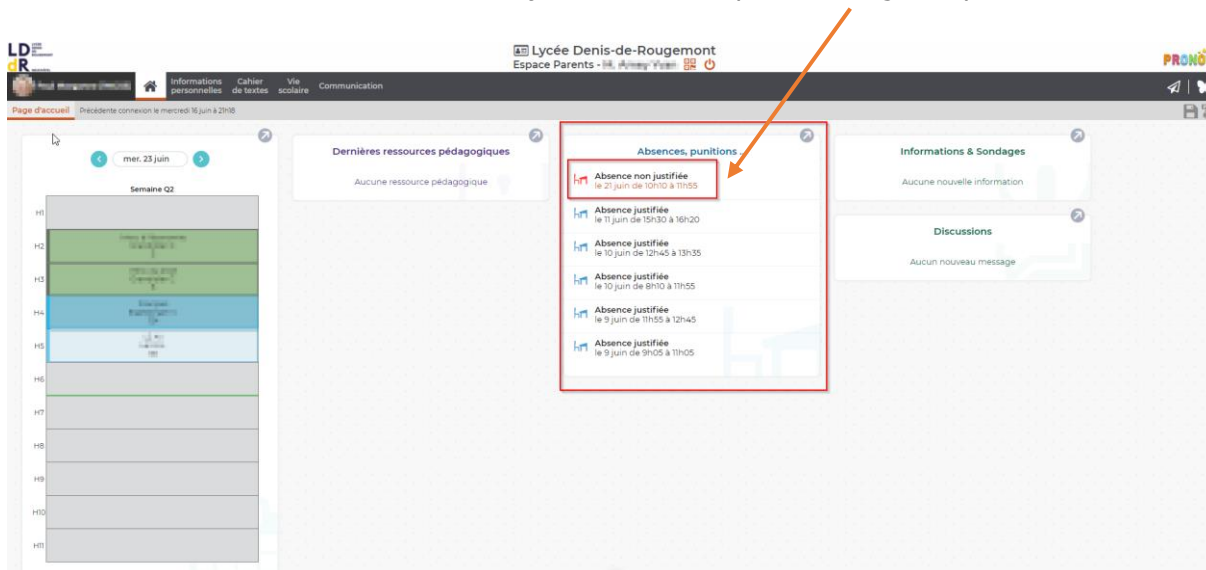 LD
dR
Lycée Denis-de-Rougemont
Espace Parents -
PRONO
Informations personnelles
Cahier de textes
Vie scolaire
Communication
Page d'accueil
Précédente connexion le mercredi 16 juin à 21h18
mer. 23 juin
Semaine Q2
H1
H2
H3
H4
H5
H6
H7
H8
H9
H10
H11
Dernières ressources pédagogiques
Aucune ressource pédagogique
Absences, punitions ..
Absence non justifiée
le 21 juin de 10h10 à 11h55
Absence justifiée
le 11 juin de 15h30 à 16h20
Absence justifiée
le 10 juin de 12h45 à 13h35
Absence justifiée
le 10 juin de 8h10 à 11h55
Absence justifiée
le 9 juin de 11h55 à 12h45
Absence justifiée
le 9 juin de 9h05 à 11h05
Informations & Sondages
Aucune nouvelle information
Discussions
Aucun nouveau message